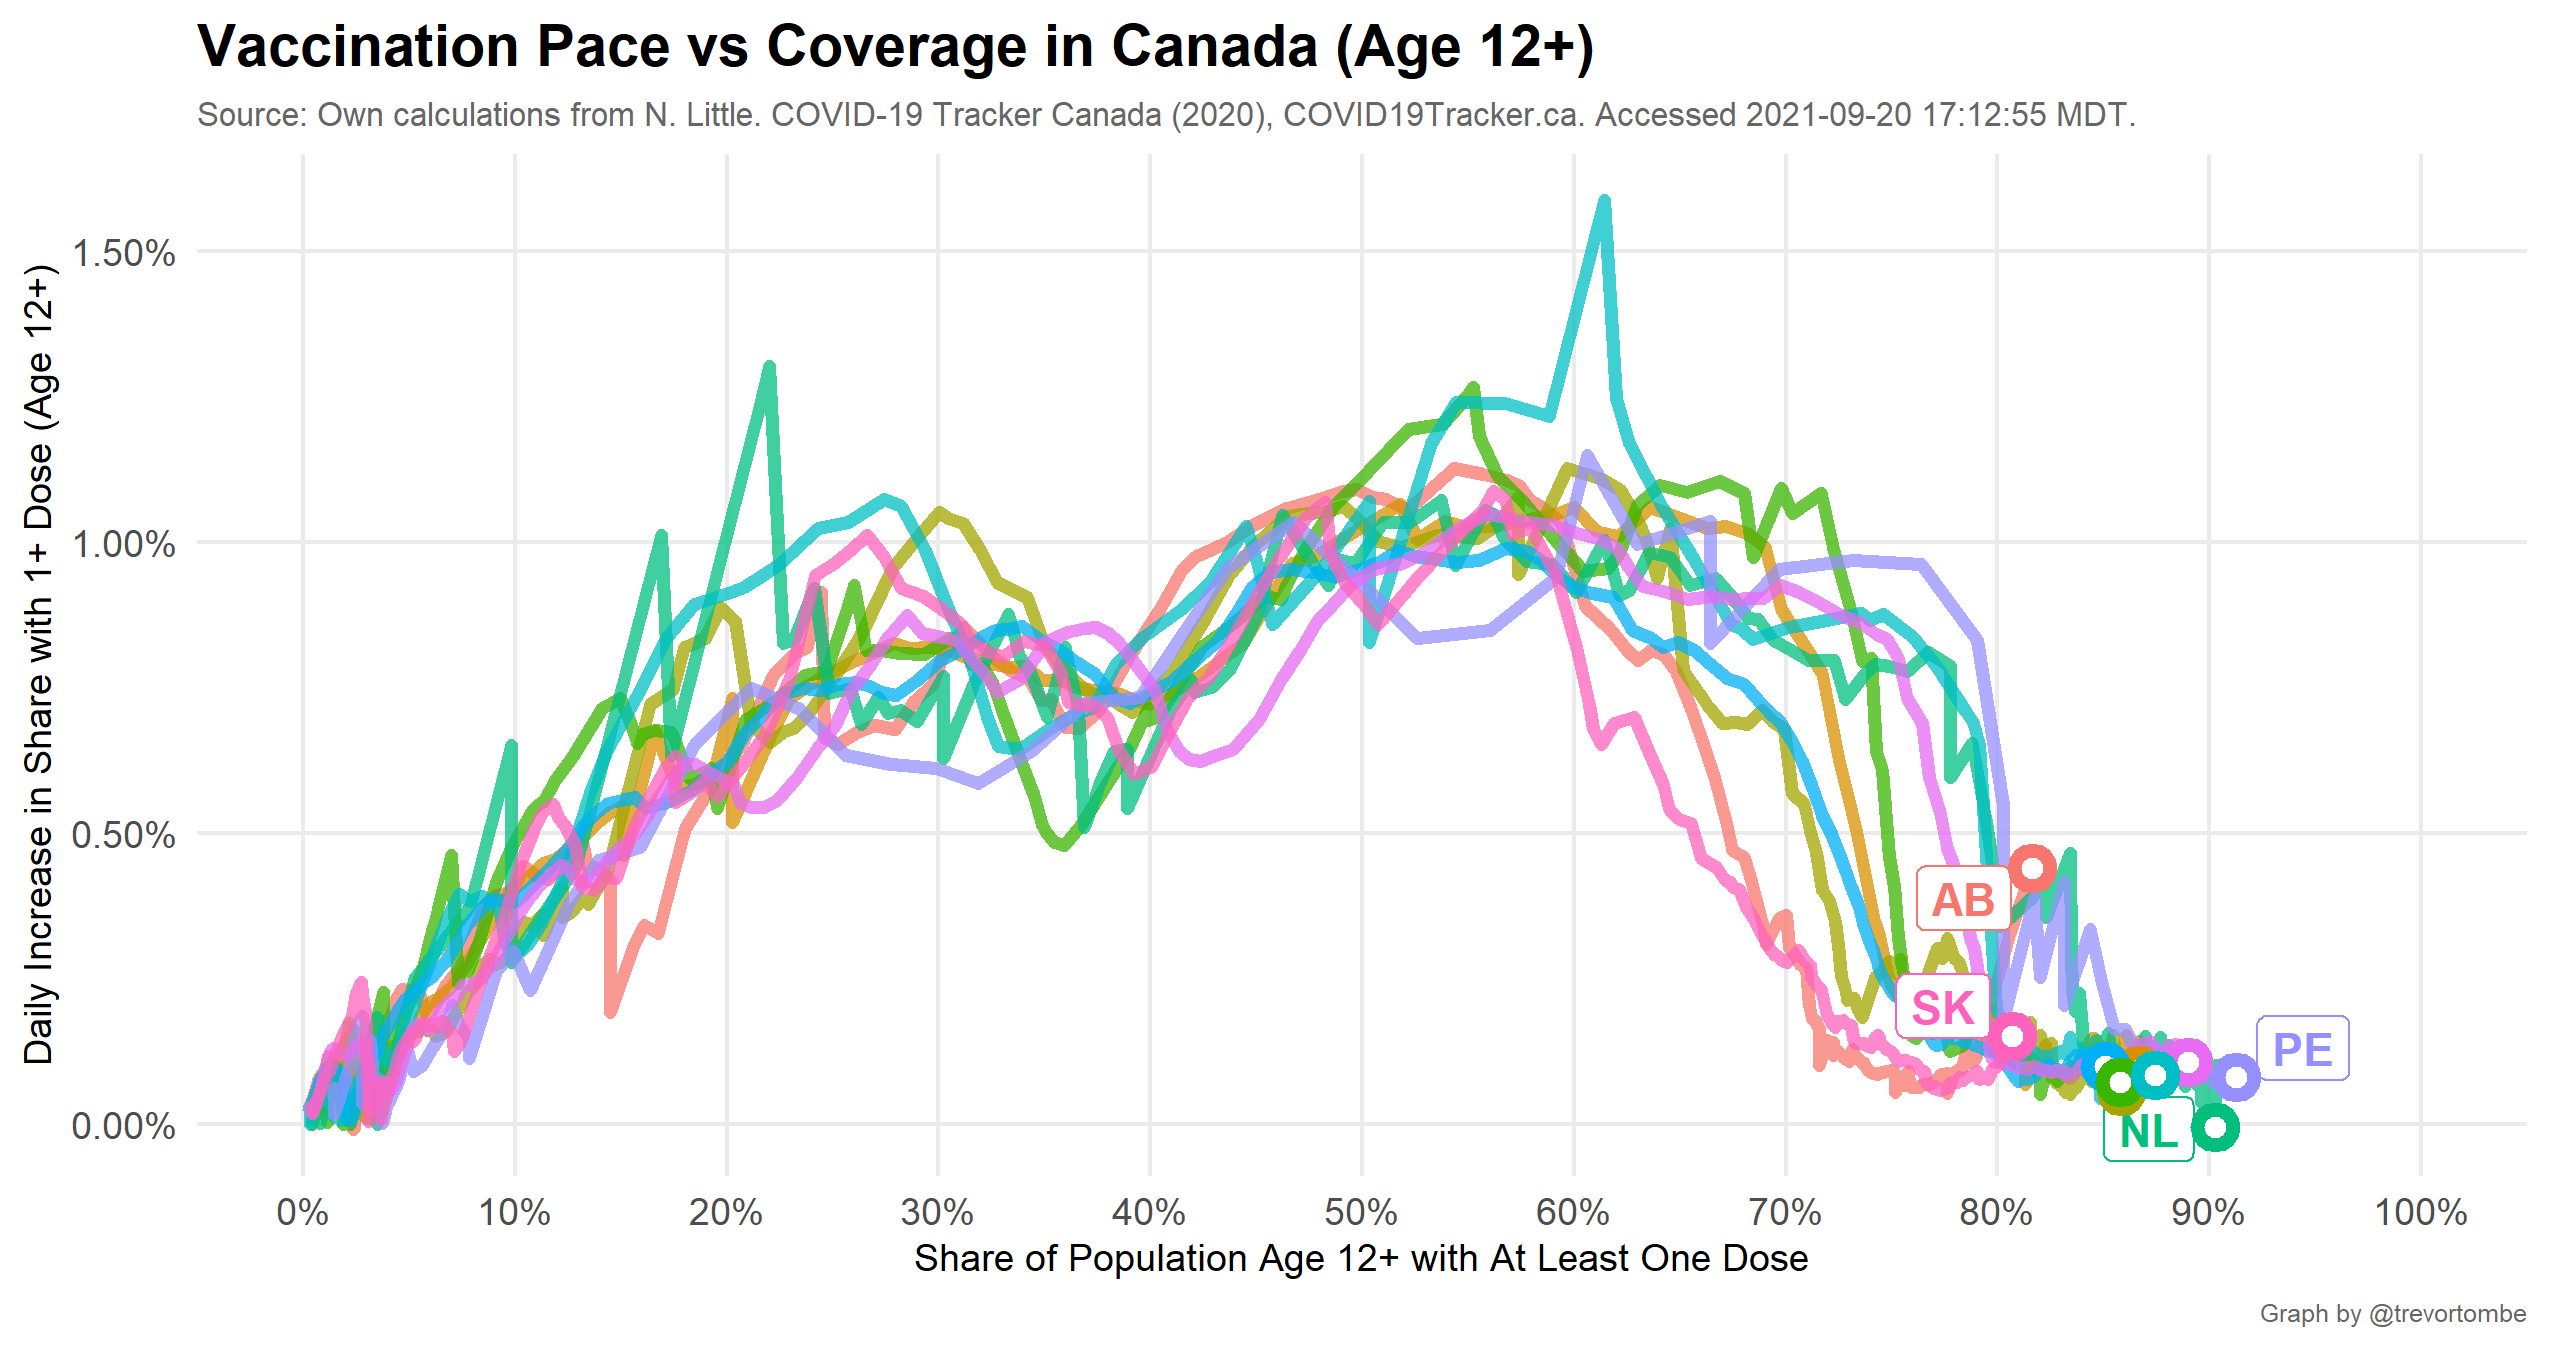 Vaccination Pace vs Coverage in Canada (Age 12+)
Source: Own calculations from N. Little. COVID-19 Tracker Canada (2020), COVID19Tracker.ca. Accessed 2021-09-20 17:12:55 MDT.
Daily Increase in Share with 1+ Dose (Age 12+)
1.50%
1.00%
0.50%
0.00%
AB
SK
PE
NL
0% 10% 20% 30% 40% 50% 60% 70% 80% 90% 100%
Share of Population Age 12+ with At Least One Dose
Graph by @trevortombe